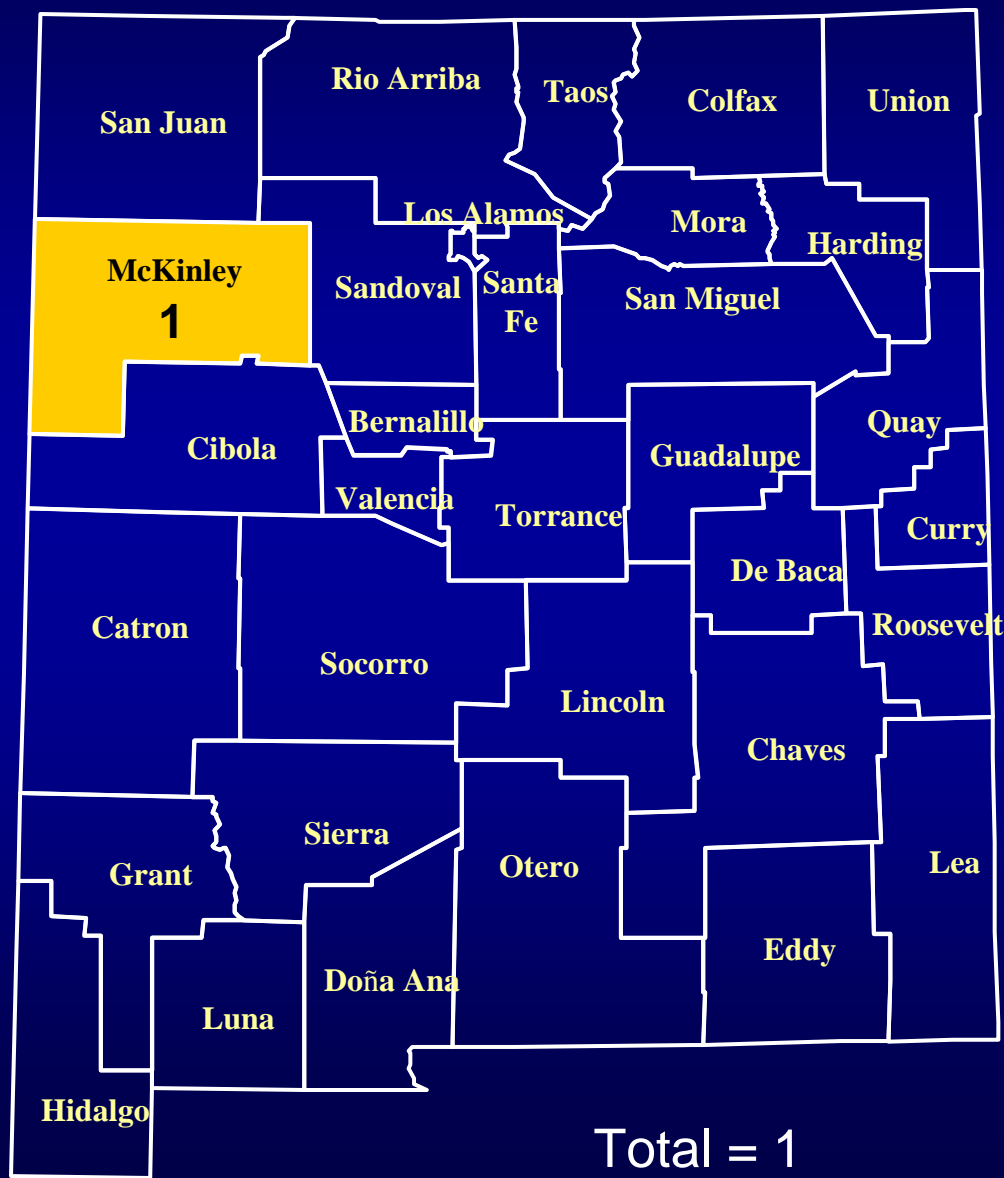 Rio Arriba
Taos
Colfax
Union
San Juan
Los Alamos
Mora
Harding
McKinley
1
Sandoval
Santa
Fe
San Miguel
Bernalillo
Quay
Cibola
Guadalupe
Valencia
Torrance
Curry
De Baca
Catron
Roosevelt
Socorro
Lincoln
Chaves
Sierra
Grant
Otero
Lea
Eddy
Doña Ana
Luna
Hidalgo
Total = 1